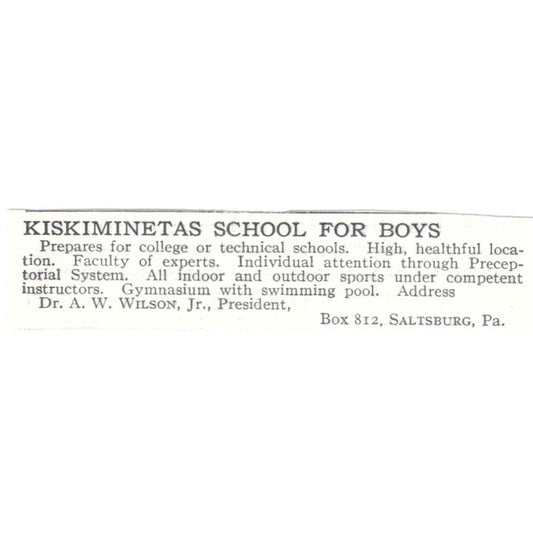 KISKIMINETAS SCHOOL FOR BOYS
Prepares for college or technical schools. High, healthful loca-
tion. Faculty of experts. Individual attention through Precep-
torial System. All indoor and outdoor sports under competent
instructors. Gymnasium with swimming pool. Address
Dr. A. W. Wilson, Jr., President,
Box 812, Saltsburg, Pa.